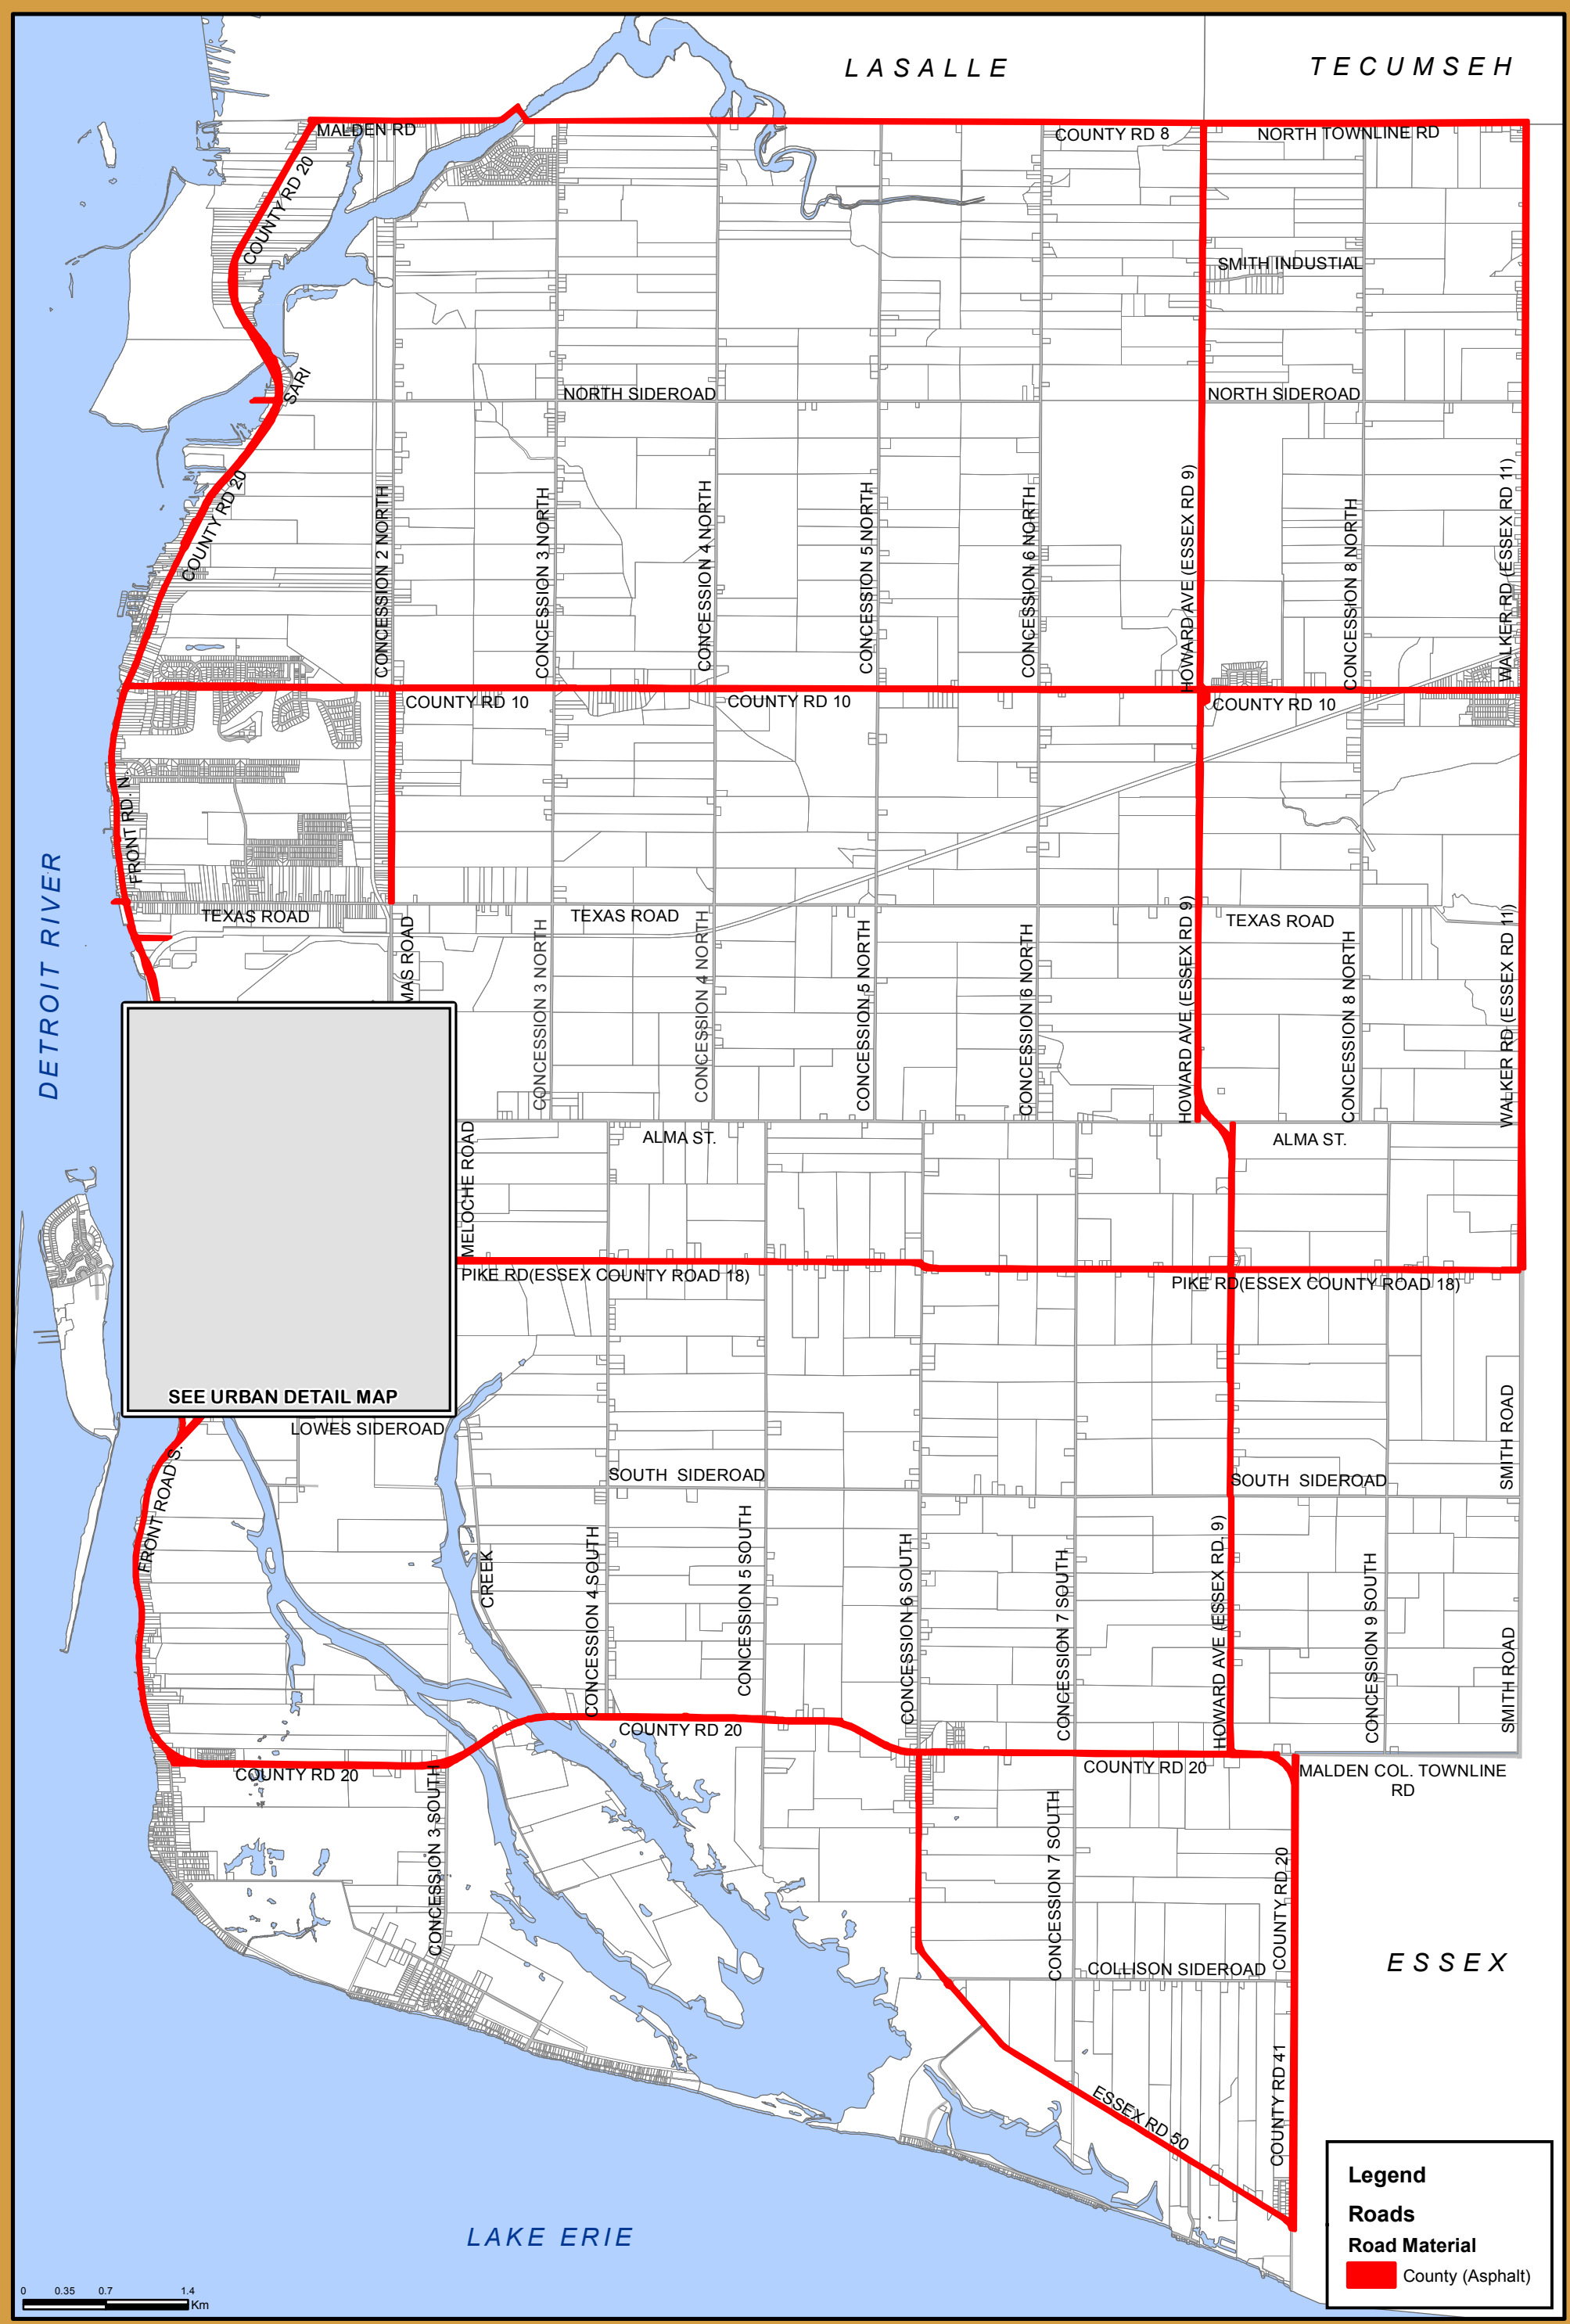 LASALLE
TECUMSEH
MALDEN RD
COUNTY RD 8
NORTH TOWNLINE RD
COUNTY RD 20
SMITH INDUSTIAL
SARI
NORTH SIDEROAD
NORTH SIDEROAD
COUNTY RD 20
CONCESSION 2 NORTH
CONCESSION 3 NORTH
CONCESSION 4 NORTH
CONCESSION 5 NORTH
CONCESSION 6 NORTH
HOWARD AVE (ESSEX RD 9)
CONCESSION 8 NORTH
WALKER RD (ESSEX RD 11)
COUNTY RD 10
COUNTY RD 10
COUNTY RD 10
FRONT RD. N.
DETROIT RIVER
TEXAS ROAD
TEXAS ROAD
TEXAS ROAD
MAS ROAD
CONCESSION 3 NORTH
CONCESSION 4 NORTH
CONCESSION 5 NORTH
CONCESSION 6 NORTH
HOWARD AVE (ESSEX RD 9)
CONCESSION 8 NORTH
WALKER RD (ESSEX RD 11)
MELOCHE ROAD
ALMA ST.
ALMA ST.
PIKE RD(ESSEX COUNTY ROAD 18)
PIKE RD(ESSEX COUNTY ROAD 18)
SEE URBAN DETAIL MAP
LOWES SIDEROAD
FRONT ROAD S.
SOUTH SIDEROAD
SOUTH SIDEROAD
SMITH ROAD
CREEK
CONCESSION 4 SOUTH
CONCESSION 5 SOUTH
CONCESSION 6 SOUTH
CONCESSION 7 SOUTH
HOWARD AVE (ESSEX RD. 9)
CONCESSION 9 SOUTH
SMITH ROAD
COUNTY RD 20
COUNTY RD 20
COUNTY RD 20
MALDEN COL. TOWNLINE
RD
CONCESSION 3 SOUTH
CONCESSION 7 SOUTH
COUNTY RD 20
COLLISON SIDEROAD
ESSEX
COUNTY RD 41
ESSEX RD 50
LAKE ERIE
Legend
Roads
Road Material
County (Asphalt)
0 0.35 0.7 1.4
Km